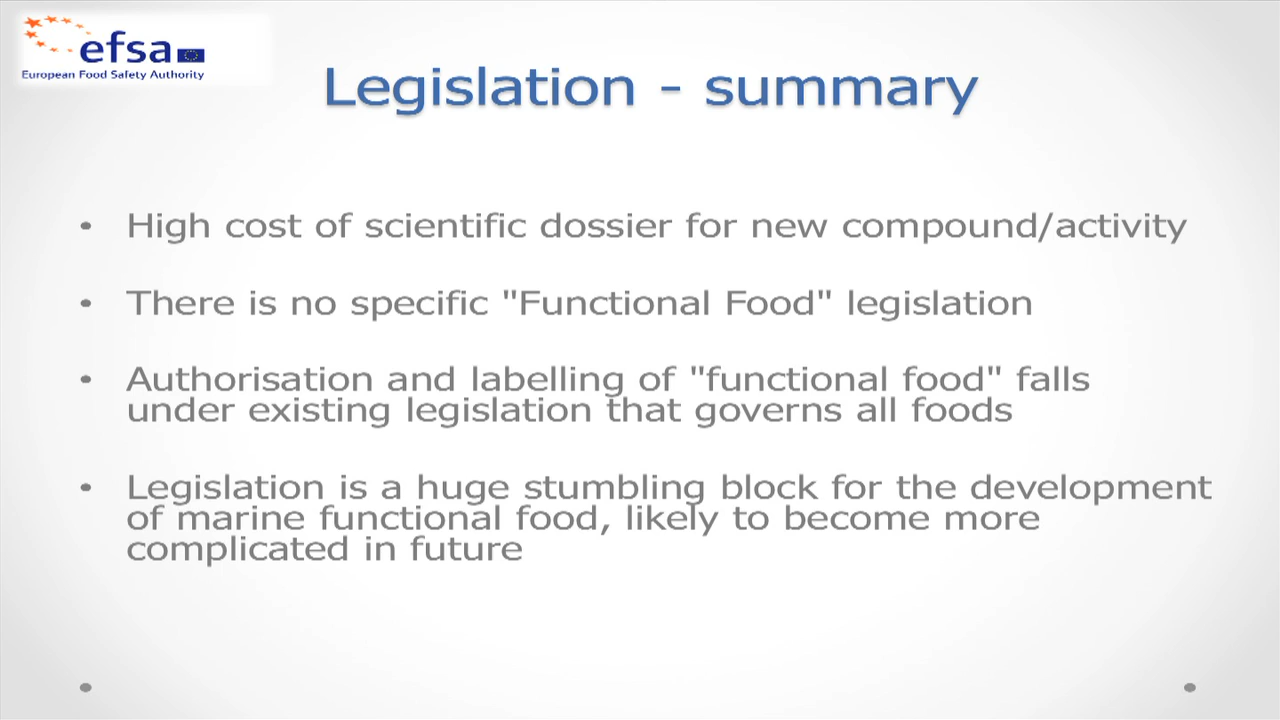 efsa
European Food Safety Authority
Legislation - summary
• High cost of scientific dossier for new compound/activity
• There is no specific "Functional Food" legislation
• Authorisation and labelling of "functional food" falls
under existing legislation that governs all foods
• Legislation is a huge stumbling block for the development
of marine functional food, likely to become more
complicated in future